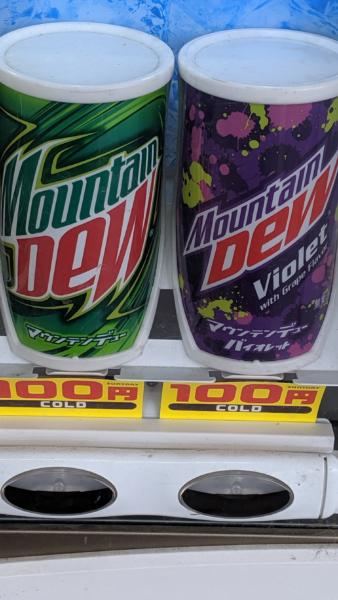 Mountain
Dew
マウンテンデュー
Mountain
Dew
Violet
with Grape Flavor
マウンテンデュー
バイオレット
100円
SUNTORY
COLD
100円
SUNTORY
COLD